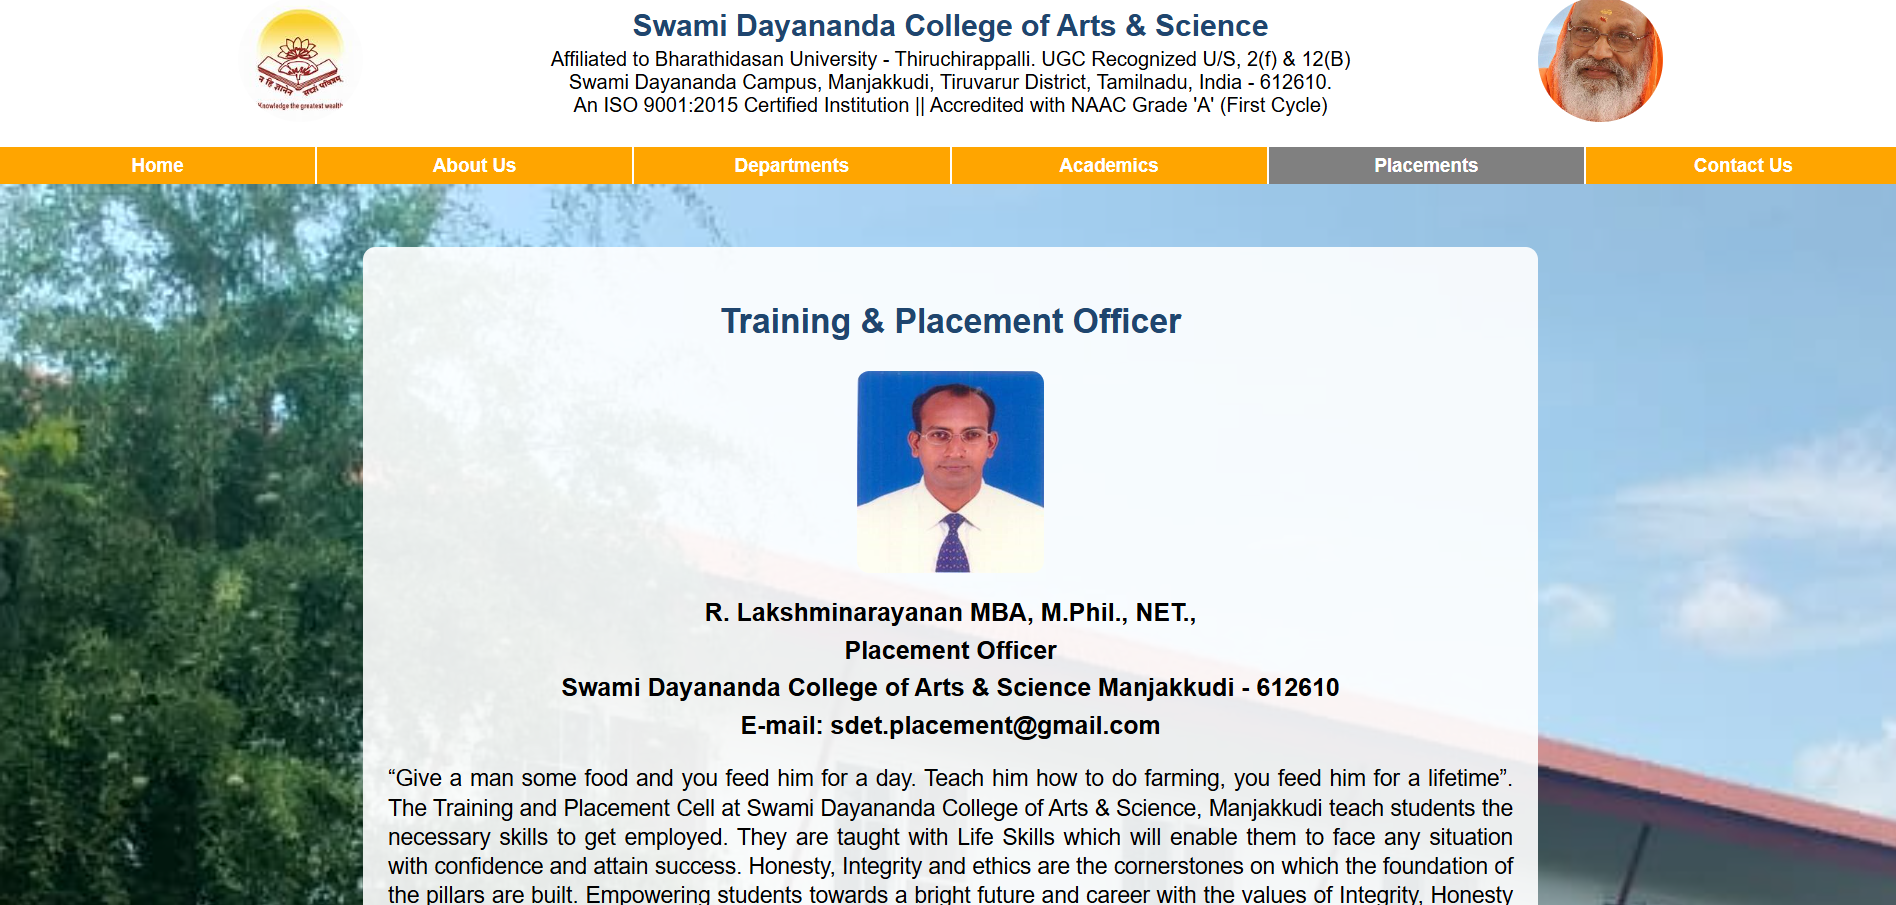 न हि ज्ञानेन सदृशं पवित्रम्
Knowledge the greatest wealth
Swami Dayananda College of Arts & Science
Affiliated to Bharathidasan University - Thiruchirappalli. UGC Recognized U/S, 2(f) & 12(B)
Swami Dayananda Campus, Manjakkudi, Tiruvarur District, Tamilnadu, India - 612610.
An ISO 9001:2015 Certified Institution || Accredited with NAAC Grade 'A' (First Cycle)
Home
About Us
Departments
Academics
Placements
Contact Us
Training & Placement Officer
R. Lakshminarayanan MBA, M.Phil., NET.,
Placement Officer
Swami Dayananda College of Arts & Science Manjakkudi - 612610
E-mail: sdet.placement@gmail.com
“Give a man some food and you feed him for a day. Teach him how to do farming, you feed him for a lifetime”.
The Training and Placement Cell at Swami Dayananda College of Arts & Science, Manjakkudi teach students the
necessary skills to get employed. They are taught with Life Skills which will enable them to face any situation
with confidence and attain success. Honesty, Integrity and ethics are the cornerstones on which the foundation of
the pillars are built. Empowering students towards a bright future and career with the values of Integrity, Honesty